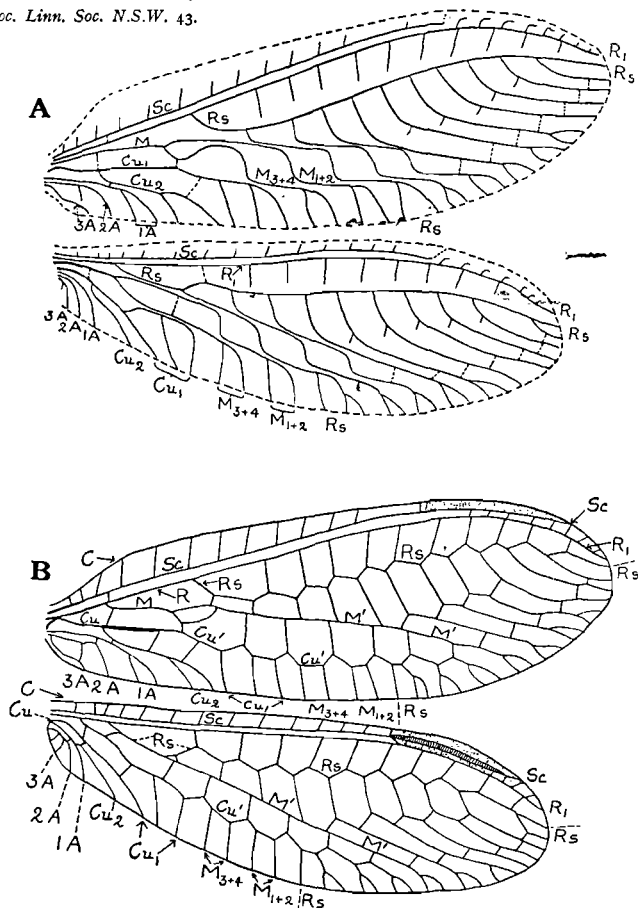 oc. Linn. Soc. N.S.W. 43.
A
Sc
Rs
R1
Rs
M
Cu1
Cu2
M3+4 M1+2
3A 2A 1A
Rs
Sc
Rs
R1
R1
Rs
3A
2A
1A
Cu2
Cu1
M3+4
M1+2
Rs
B
C
Sc
Sc
Rs
Rs
R1
Rs
M
R
M'
M'
Cu
Cu'
Cu'
3A 2A 1A
Cu2
Cu1
M3+4
M1+2
Rs
C
Cu
Sc
Rs
Rs
Sc
R1
Rs
M'
M'
Cu'
3A
2A
1A
Cu2
Cu1
M3+4
M1+2
Rs